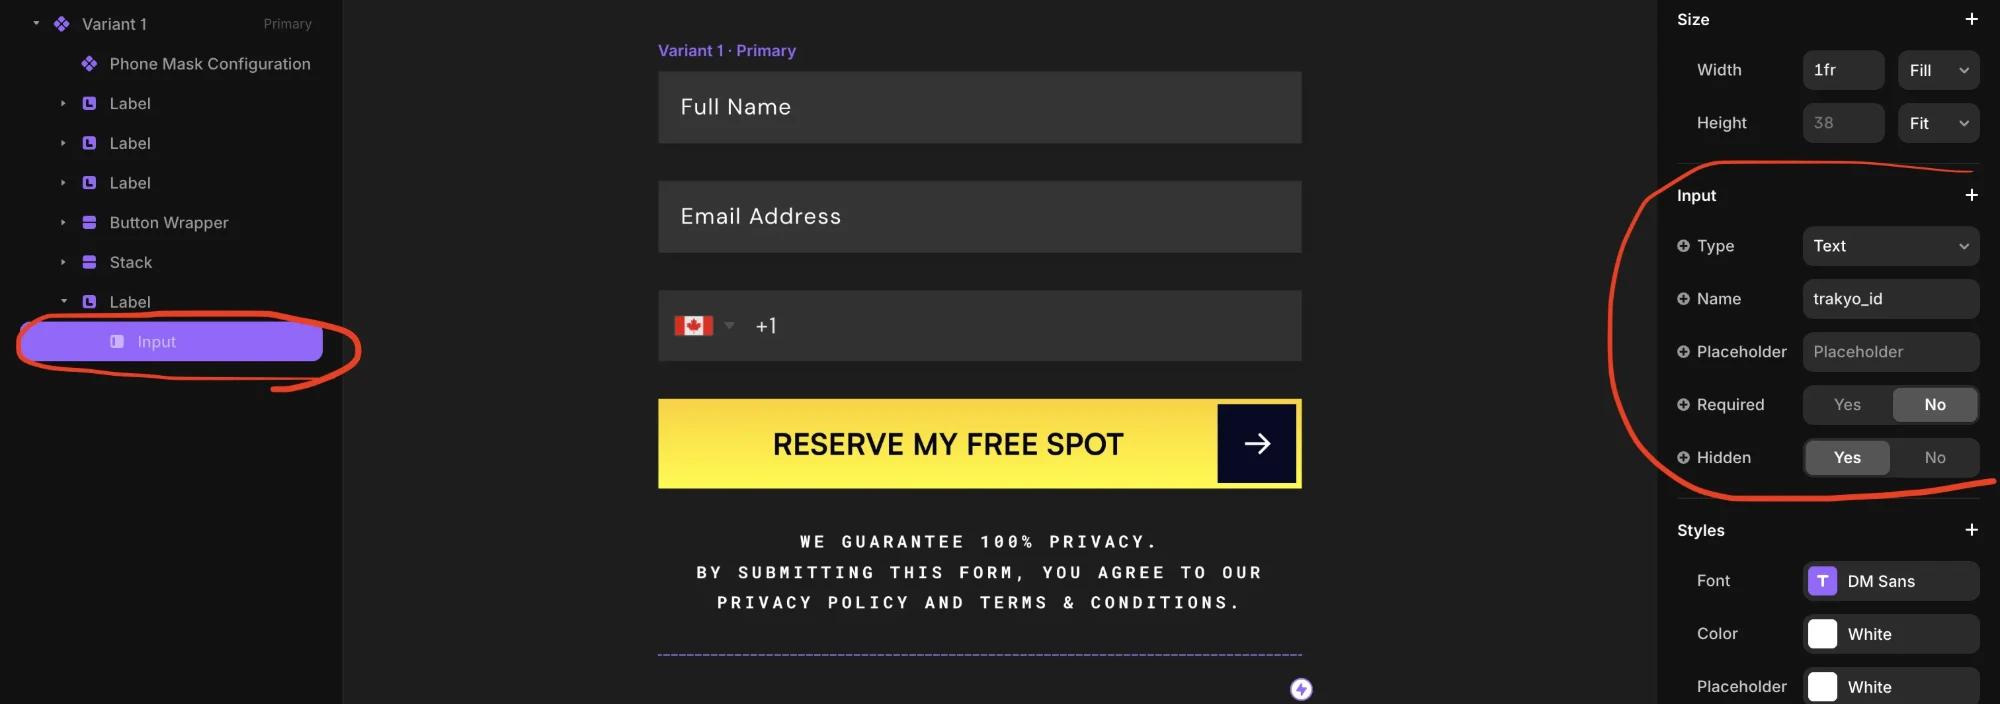 Variant 1 Primary
Phone Mask Configuration
Label
Label
Label
Button Wrapper
Stack
Label
Input
Variant 1 · Primary
Full Name
Email Address
+1
RESERVE MY FREE SPOT
WE GUARANTEE 100% PRIVACY.
BY SUBMITTING THIS FORM, YOU AGREE TO OUR
PRIVACY POLICY AND TERMS & CONDITIONS.
Size
Width 1fr Fill
Height 38 Fit
Input
Type Text
Name trakyo_id
Placeholder Placeholder
Required Yes No
Hidden Yes No
Styles
Font T DM Sans
Color White
Placeholder White